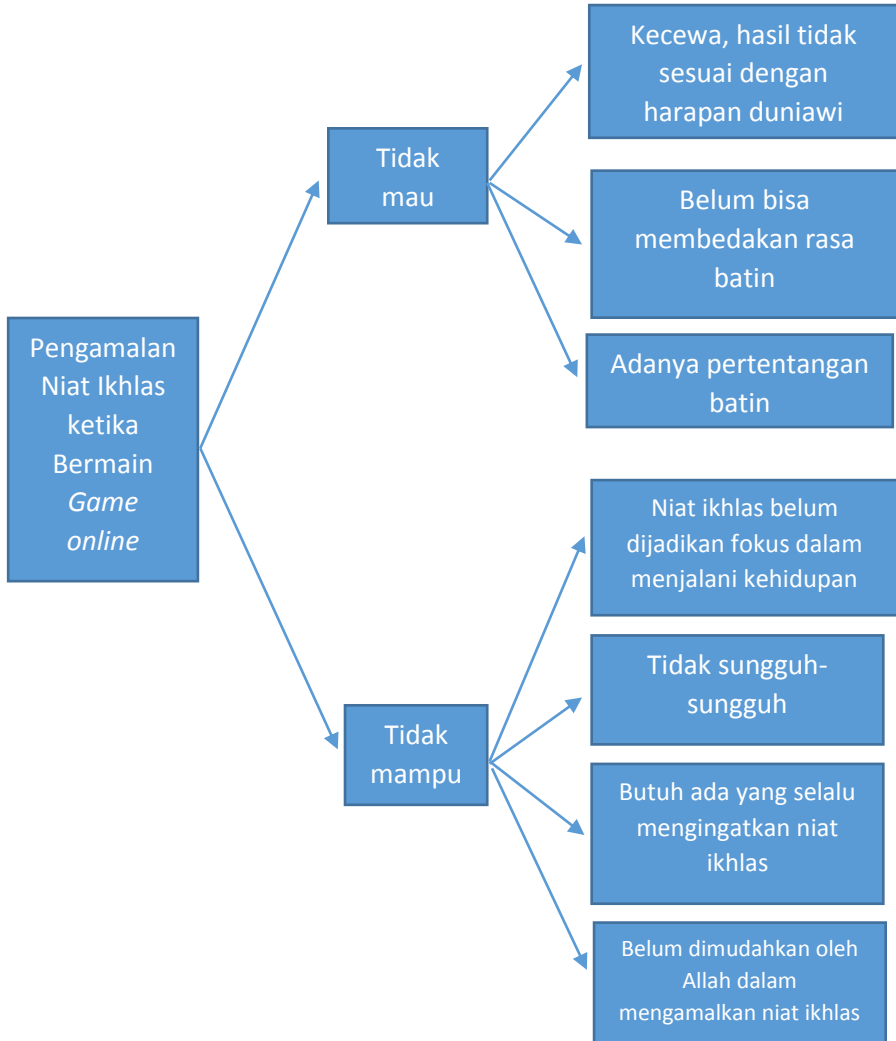 Pengamalan
Niat Ikhlas
ketika
Bermain
Game
online
Tidak
mau
Kecewa, hasil tidak
sesuai dengan
harapan duniawi
Belum bisa
membedakan rasa
batin
Adanya pertentangan
batin
Tidak
mampu
Niat ikhlas belum
dijadikan fokus dalam
menjalani kehidupan
Tidak sungguh-
sungguh
Butuh ada yang selalu
mengingatkan niat
ikhlas
Belum dimudahkan oleh
Allah dalam
mengamalkan niat ikhlas